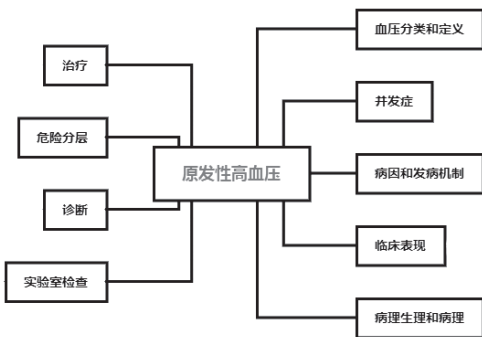 血压分类和定义
治疗
并发症
危险分层
原发性高血压
病因和发病机制
诊断
临床表现
实验室检查
病理生理和病理